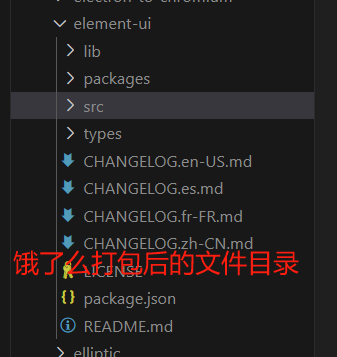 electron-to-chromium
element-ui
lib
packages
src
types
CHANGELOG.en-US.md
CHANGELOG.es.md
CHANGELOG.fr-FR.md
CHANGELOG.zh-CN.md
饿了么打包后的文件目录
LICENSE
package.json
README.md
elliptic